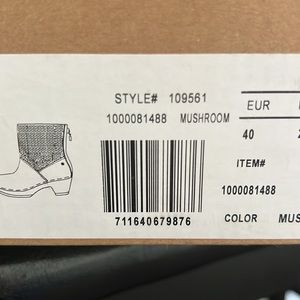 STYLE# 109561
1000081488 MUSHROOM
711640679876
EUR
40
ITEM#
1000081488
COLOR MUS